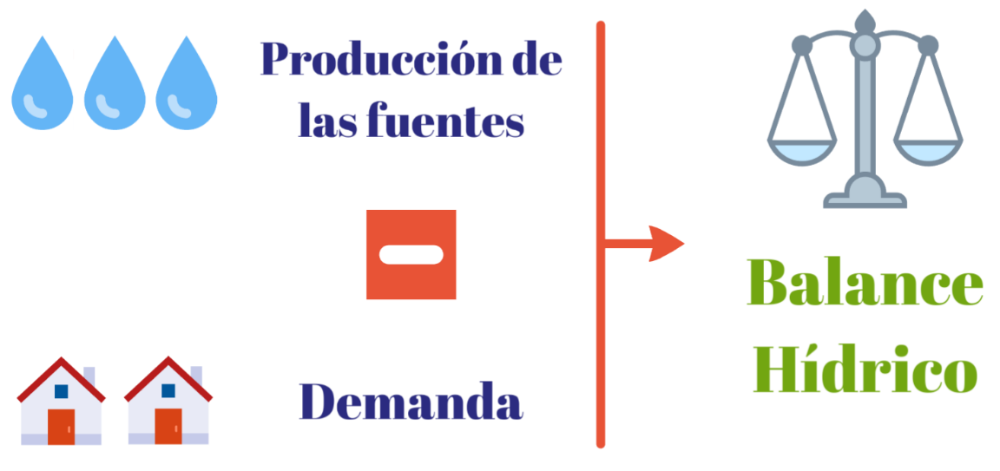 Producción de
las fuentes
Demanda
Balance
Hídrico